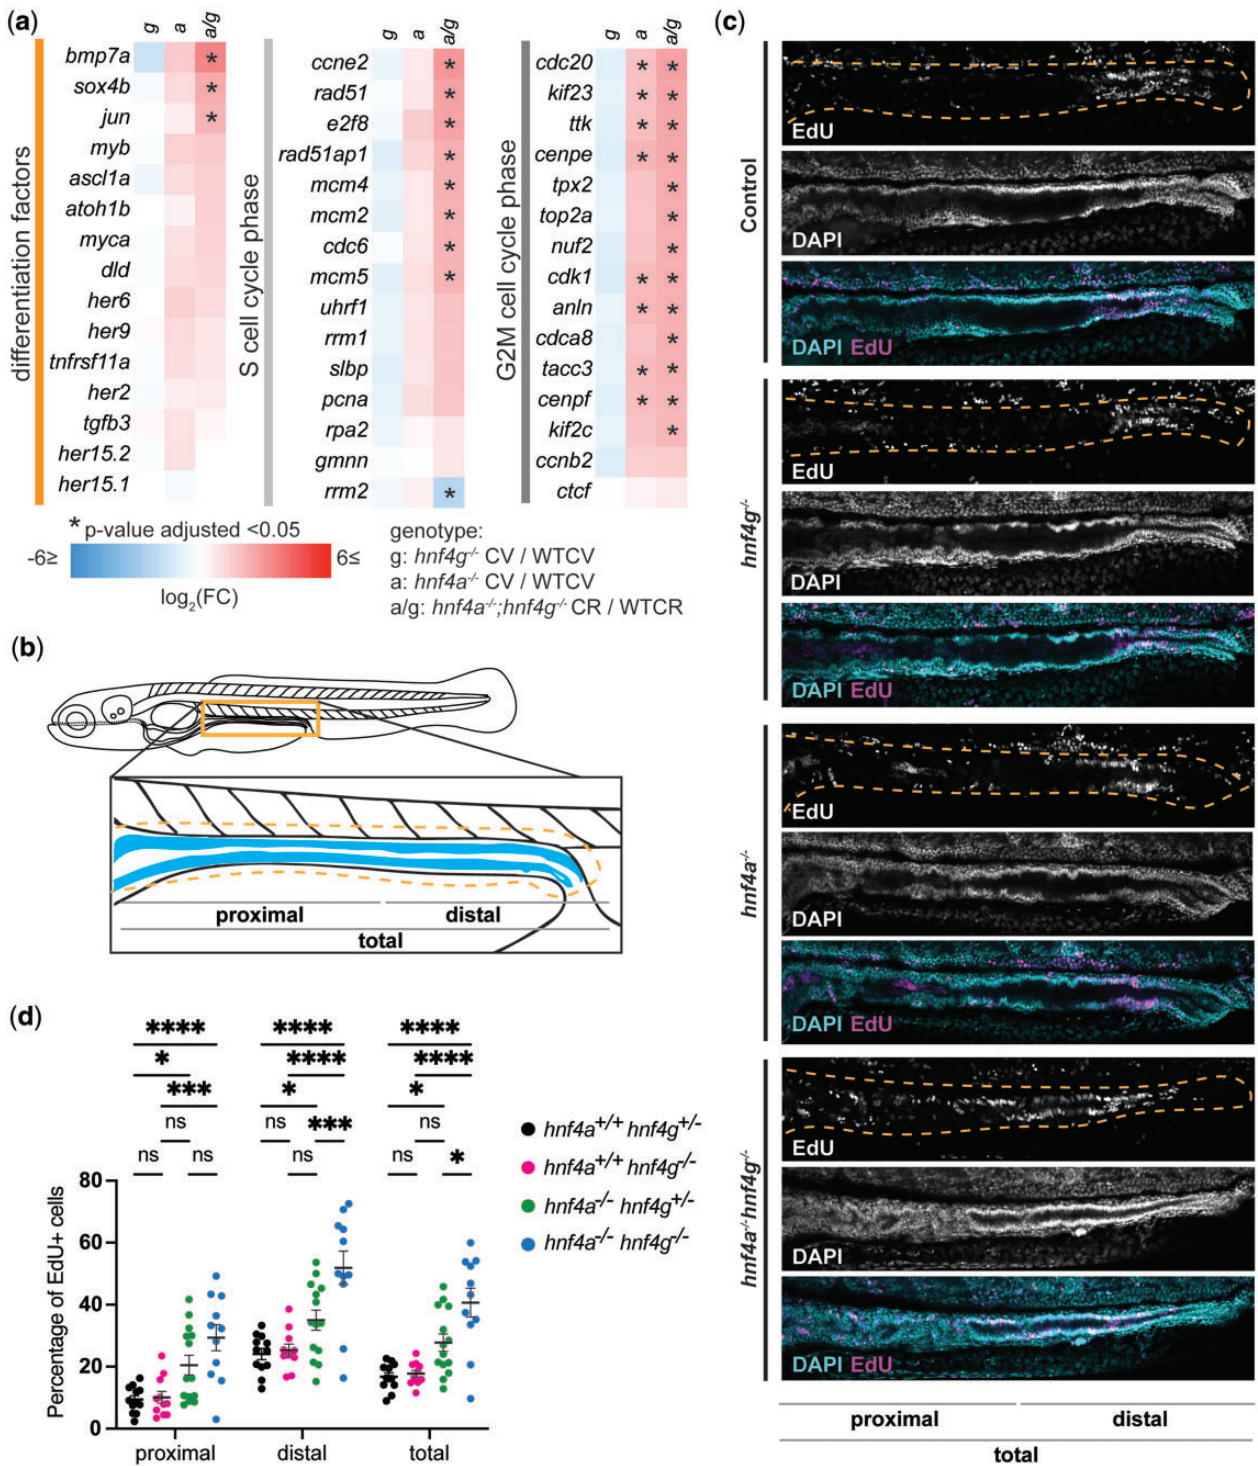 (a)
g a a/g
differentiation factors
bmp7a *
sox4b *
jun *
myb
ascl1a
atoh1b
myca
dld
her6
her9
tnfrsf11a
her2
tgfb3
her15.2
her15.1
g a a/g
S cell cycle phase
ccne2 *
rad51 *
e2f8 *
rad51ap1 *
mcm4 *
mcm2 *
cdc6 *
mcm5 *
uhrf1
rrm1
slbp
pcna
rpa2
gmnn
rrm2 *
g a a/g
G2M cell cycle phase
cdc20 * *
kif23 * *
ttk * *
cenpe * *
tpx2 *
top2a *
nuf2 *
cdk1 * *
anln * *
cdca8 *
tacc3 * *
cenpf * *
kif2c *
ccnb2
ctcf
* p-value adjusted <0.05
-6≥ 6≤
log2(FC)
genotype:
g: hnf4g-/- CV / WTCV
a: hnf4a-/- CV / WTCV
a/g: hnf4a-/-;hnf4g-/- CR / WTCR
(b)
proximal distal
total
(c)
Control
EdU
DAPI
DAPI EdU
hnf4g-/-
EdU
DAPI
DAPI EdU
hnf4a-/-
EdU
DAPI
DAPI EdU
hnf4a-/-hnf4g-/-
EdU
DAPI
DAPI EdU
proximal distal
total
(d)
**** **** ****
* **** ****
*** * *
ns ns *** ns
ns ns ns ns *
hnf4a+/+ hnf4g+/-
hnf4a+/+ hnf4g-/-
hnf4a-/- hnf4g+/-
hnf4a-/- hnf4g-/-
Percentage of EdU+ cells
80
60
40
20
0
proximal distal total